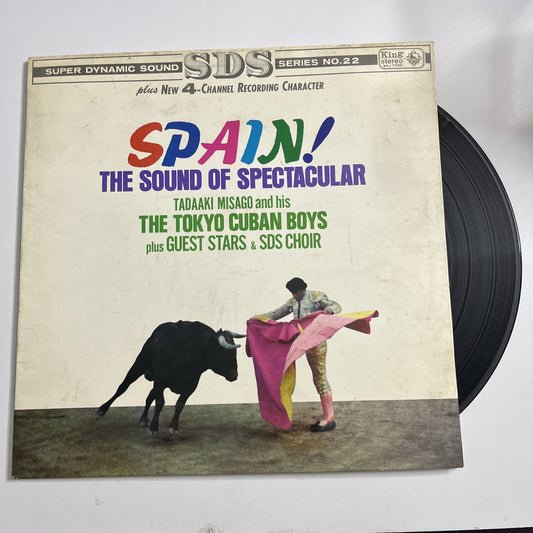 SUPER DYNAMIC SOUND SDS SERIES NO.22
King
stereo
plus NEW 4-CHANNEL RECORDING CHARACTER
SPAIN!
THE SOUND OF SPECTACULAR
TADAAKI MISAGO and his
THE TOKYO CUBAN BOYS
plus GUEST STARS & SDS CHOIR